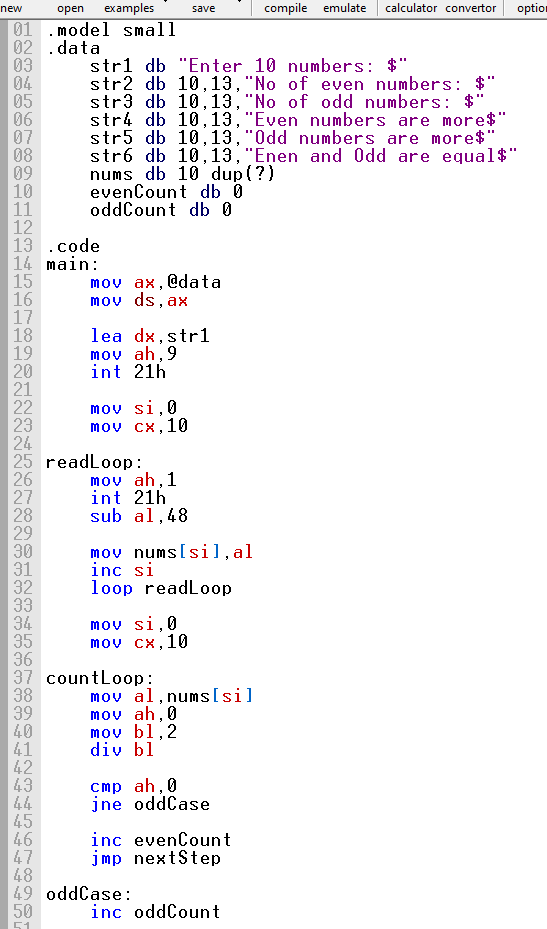 new open examples save compile emulate calculator convertor
01 .model small
02 .data
03 str1 db "Enter 10 numbers: $"
04 str2 db 10,13,"No of even numbers: $"
05 str3 db 10,13,"No of odd numbers: $"
06 str4 db 10,13,"Even numbers are more$"
07 str5 db 10,13,"Odd numbers are more$"
08 str6 db 10,13,"Enen and Odd are equal$"
09 nums db 10 dup(?)
10 evenCount db 0
11 oddCount db 0
12
13 .code
14 main:
15 mov ax,@data
16 mov ds,ax
17
18 lea dx,str1
19 mov ah,9
20 int 21h
21
22 mov si,0
23 mov cx,10
24
25 readLoop:
26 mov ah,1
27 int 21h
28 sub al,48
29
30 mov nums[si],al
31 inc si
32 loop readLoop
33
34 mov si,0
35 mov cx,10
36
37 countLoop:
38 mov al,nums[si]
39 mov ah,0
40 mov bl,2
41 div bl
42
43 cmp ah,0
44 jne oddCase
45
46 inc evenCount
47 jmp nextStep
48
49 oddCase:
50 inc oddCount